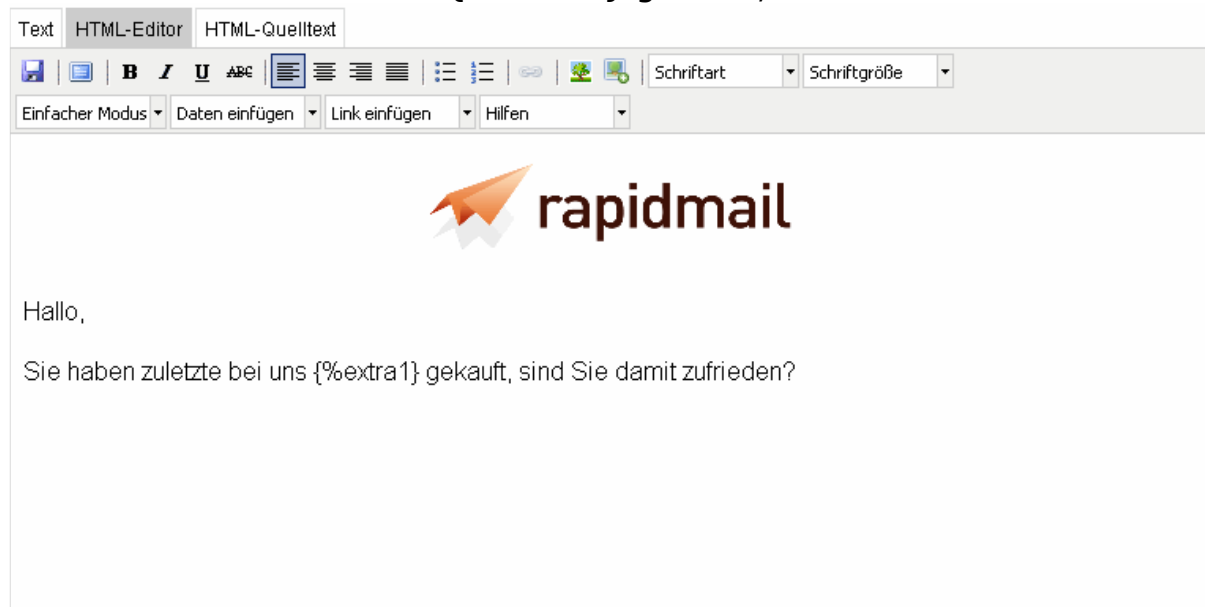 Text HTML-Editor HTML-Quelltext
B I U ABC Schriftart Schriftgröße
Einfacher Modus Daten einfügen Link einfügen Hilfen
rapidmail
Hallo,
Sie haben zuletzte bei uns {%extra1} gekauft, sind Sie damit zufrieden?